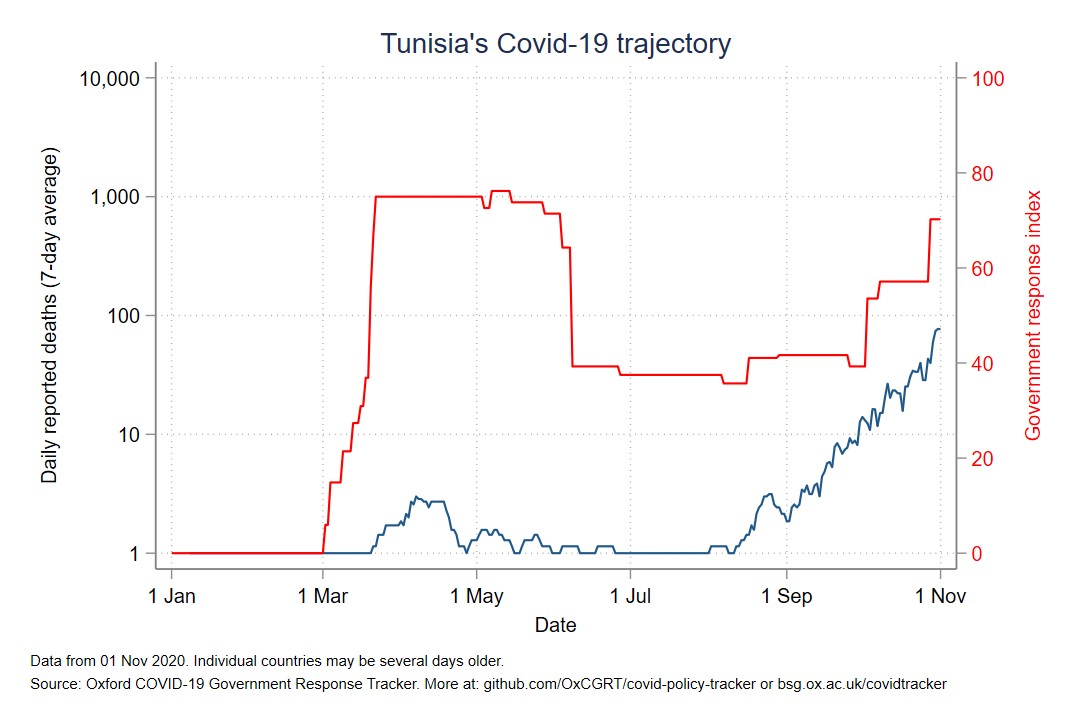 Tunisia's Covid-19 trajectory
Daily reported deaths (7-day average)
10,000
1,000
100
10
1
100
80
60
40
20
0
Government response index
1 Jan
1 Mar
1 May
1 Jul
1 Sep
1 Nov
Date
Data from 01 Nov 2020. Individual countries may be several days older.
Source: Oxford COVID-19 Government Response Tracker. More at: github.com/OxCGRT/covid-policy-tracker or bsg.ox.ac.uk/covidtracker